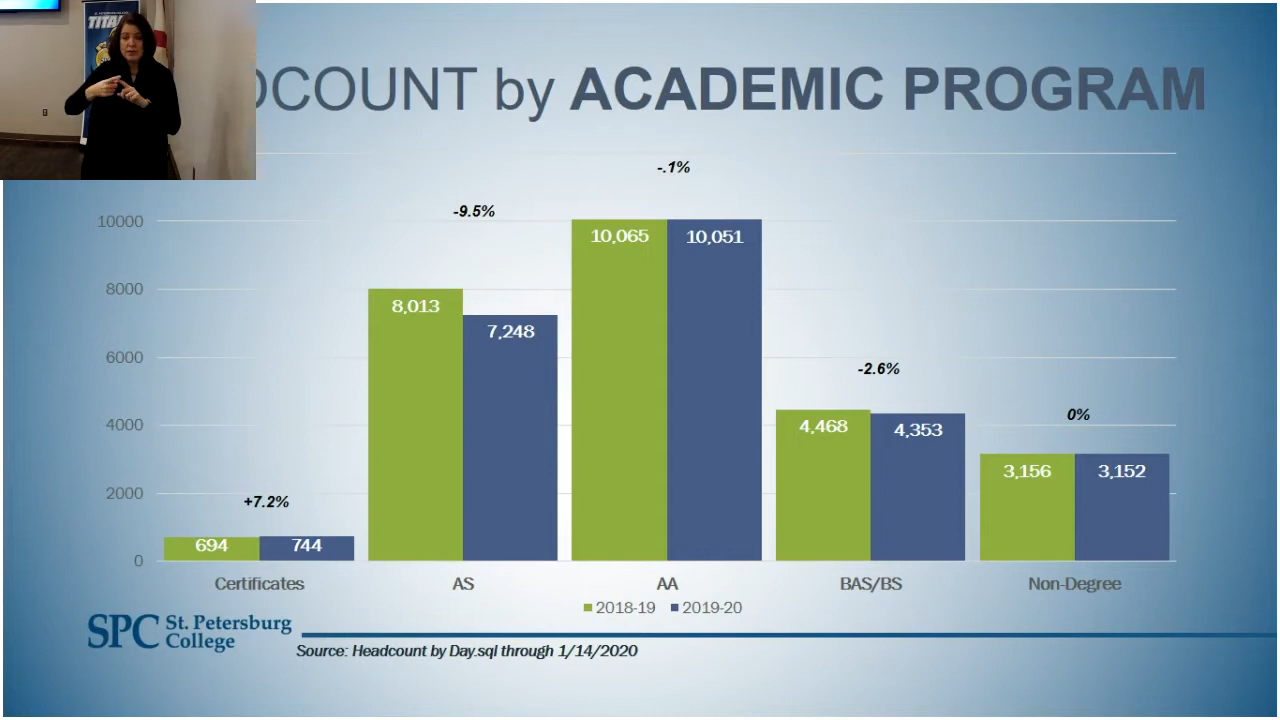 TITA
DCOUNT by ACADEMIC PROGRAM
-.1%
-9.5%
10000
10,065
10,051
8000
8,013
7,248
6000
-2.6%
0%
4000
4,468
4,353
3,156
3,152
2000
+7.2%
694
744
0
Certificates
AS
AA
BAS/BS
Non-Degree
2018-19
2019-20
SPC St. Petersburg
College
Source: Headcount by Day.sql through 1/14/2020